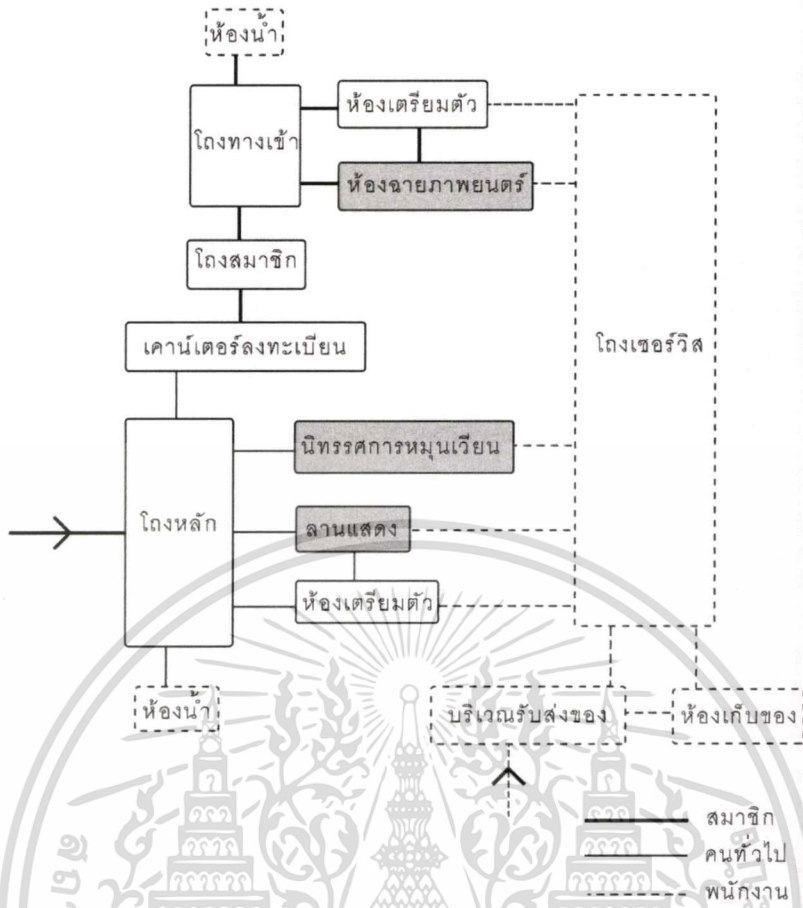 ห้องน้ำ
ห้องเตรียมตัว
โถงทางเข้า
ห้องฉายภาพยนตร์
โถงสมาชิก
เคาน์เตอร์ลงทะเบียน
โถงเซอร์วิส
นิทรรศการหมุนเวียน
โถงหลัก
ลานแสดง
ห้องเตรียมตัว
ห้องน้ำ
บริเวณรับส่งของ
ห้องเก็บของ
สมาชิก
คนทั่วไป
พนักงาน